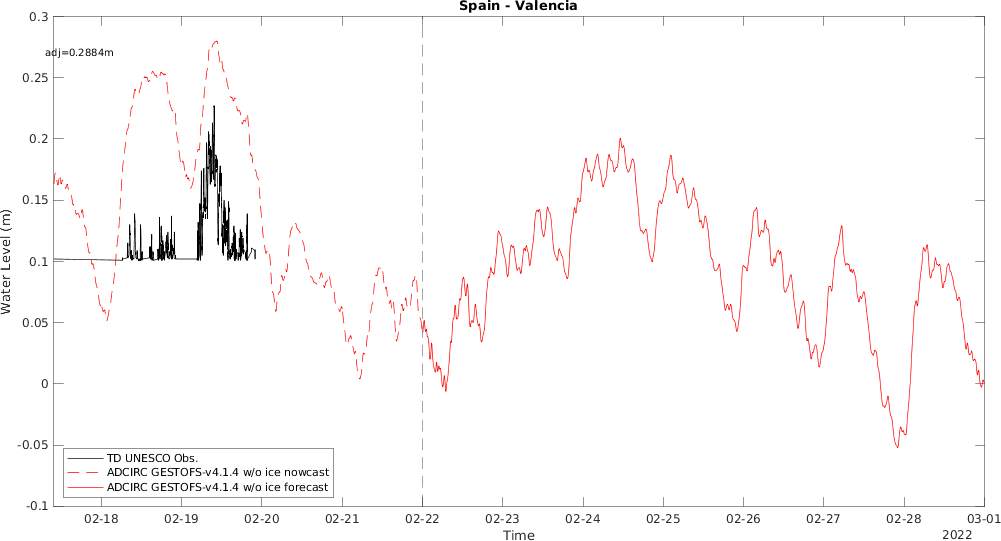 Spain - Valencia
adj=0.2884m
0.3
0.25
0.2
0.15
0.1
0.05
0
-0.05
-0.1
Water Level (m)
TD UNESCO Obs.
ADCIRC GESTOFS-v4.1.4 w/o ice nowcast
ADCIRC GESTOFS-v4.1.4 w/o ice forecast
02-18 02-19 02-20 02-21 02-22 02-23 02-24 02-25 02-26 02-27 02-28 03-01
Time
2022